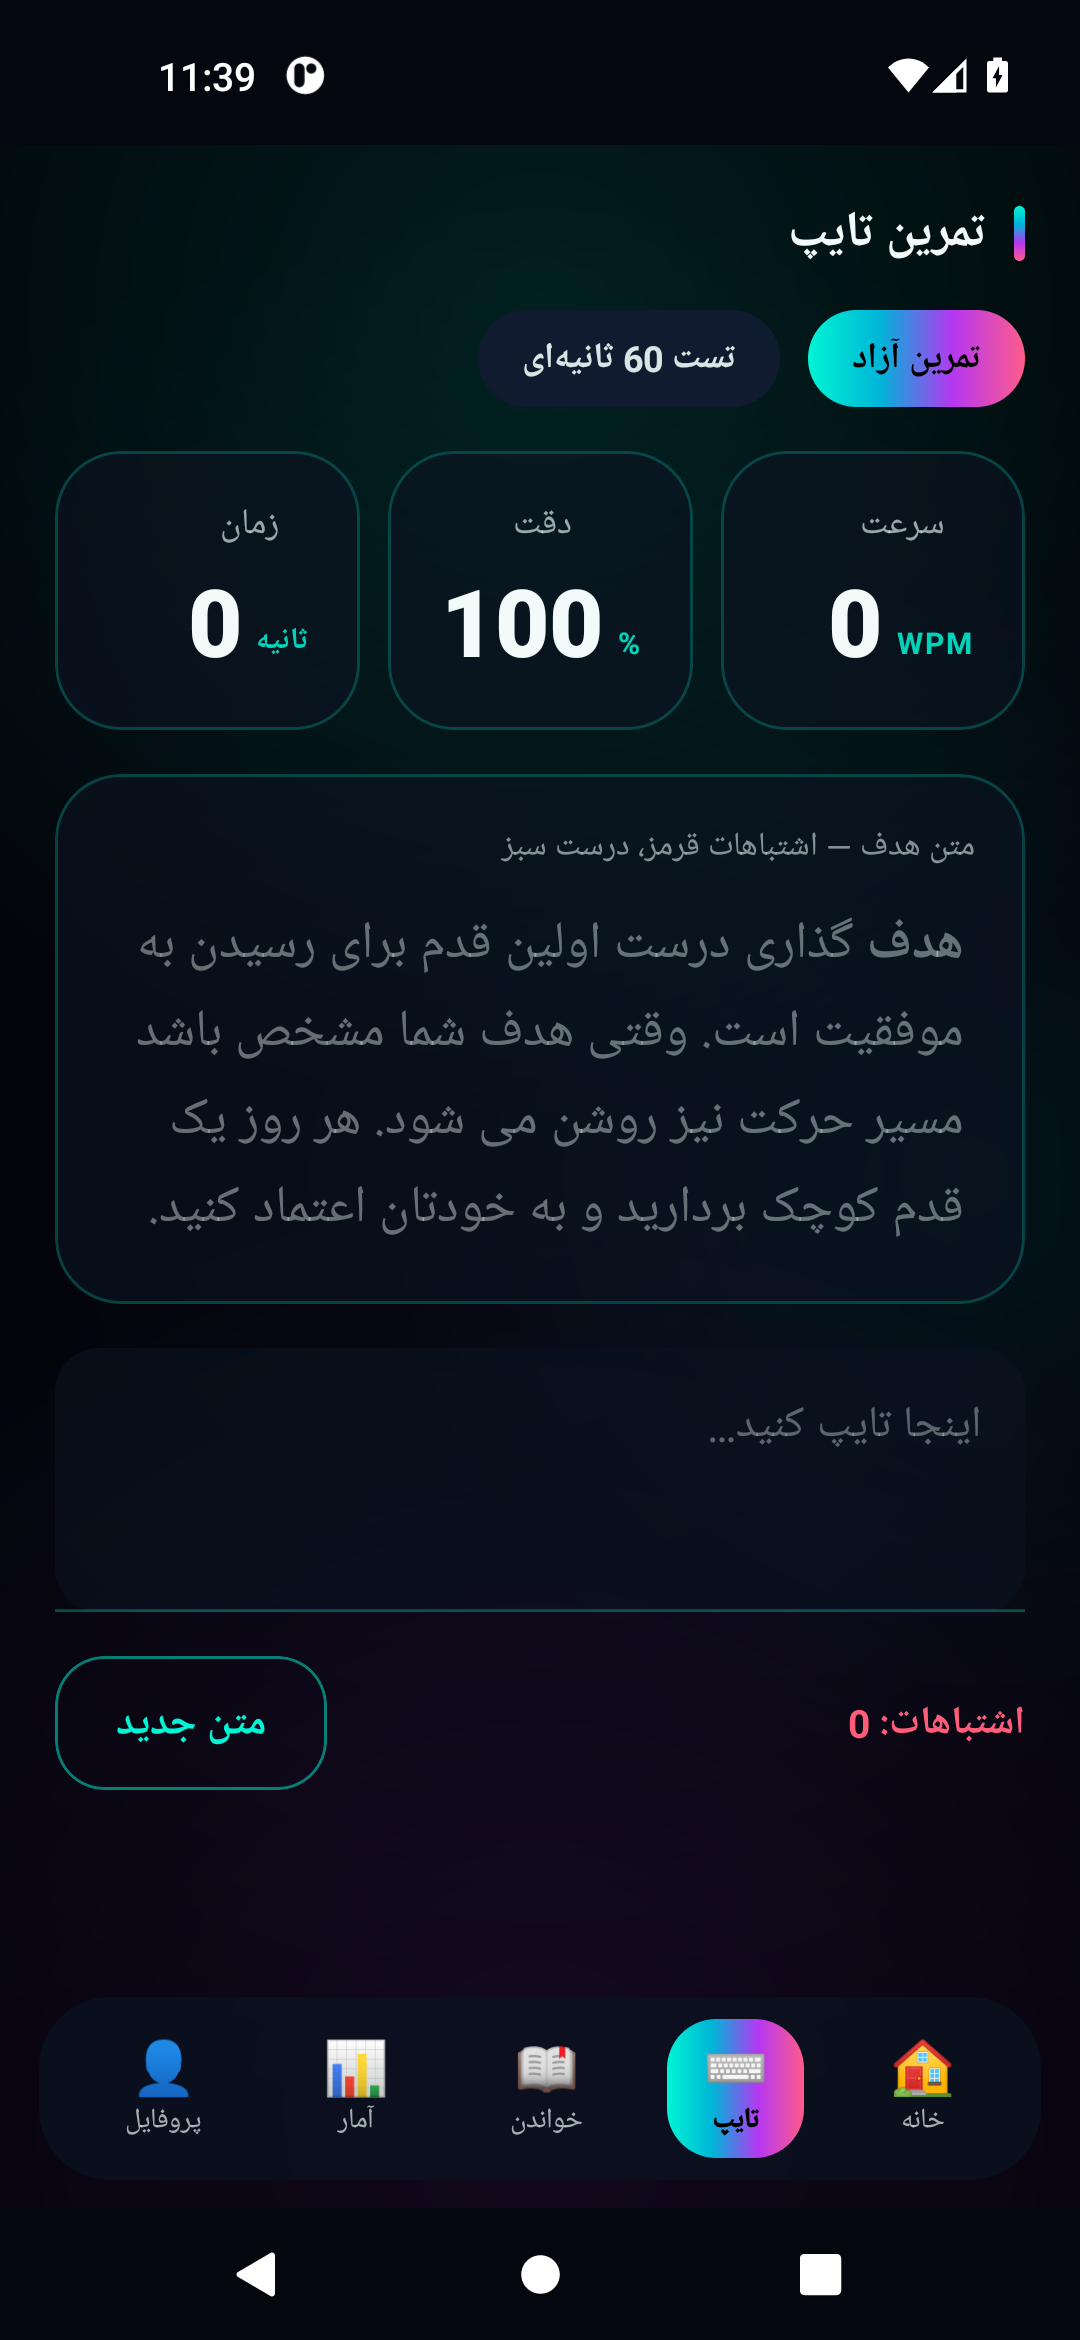 11:39
تمرین تایپ
تمرین آزاد
تست 60 ثانیه‌ای
سرعت
0 WPM
دقت
100 %
زمان
0 ثانیه
متن هدف — اشتباهات قرمز، درست سبز
هدف گذاری درست اولین قدم برای رسیدن به
موفقیت است. وقتی هدف شما مشخص باشد
مسیر حرکت نیز روشن می شود. هر روز یک
قدم کوچک بردارید و به خودتان اعتماد کنید.
اینجا تایپ کنید...
اشتباهات: 0
متن جدید
خانه
تایپ
خواندن
آمار
پروفایل